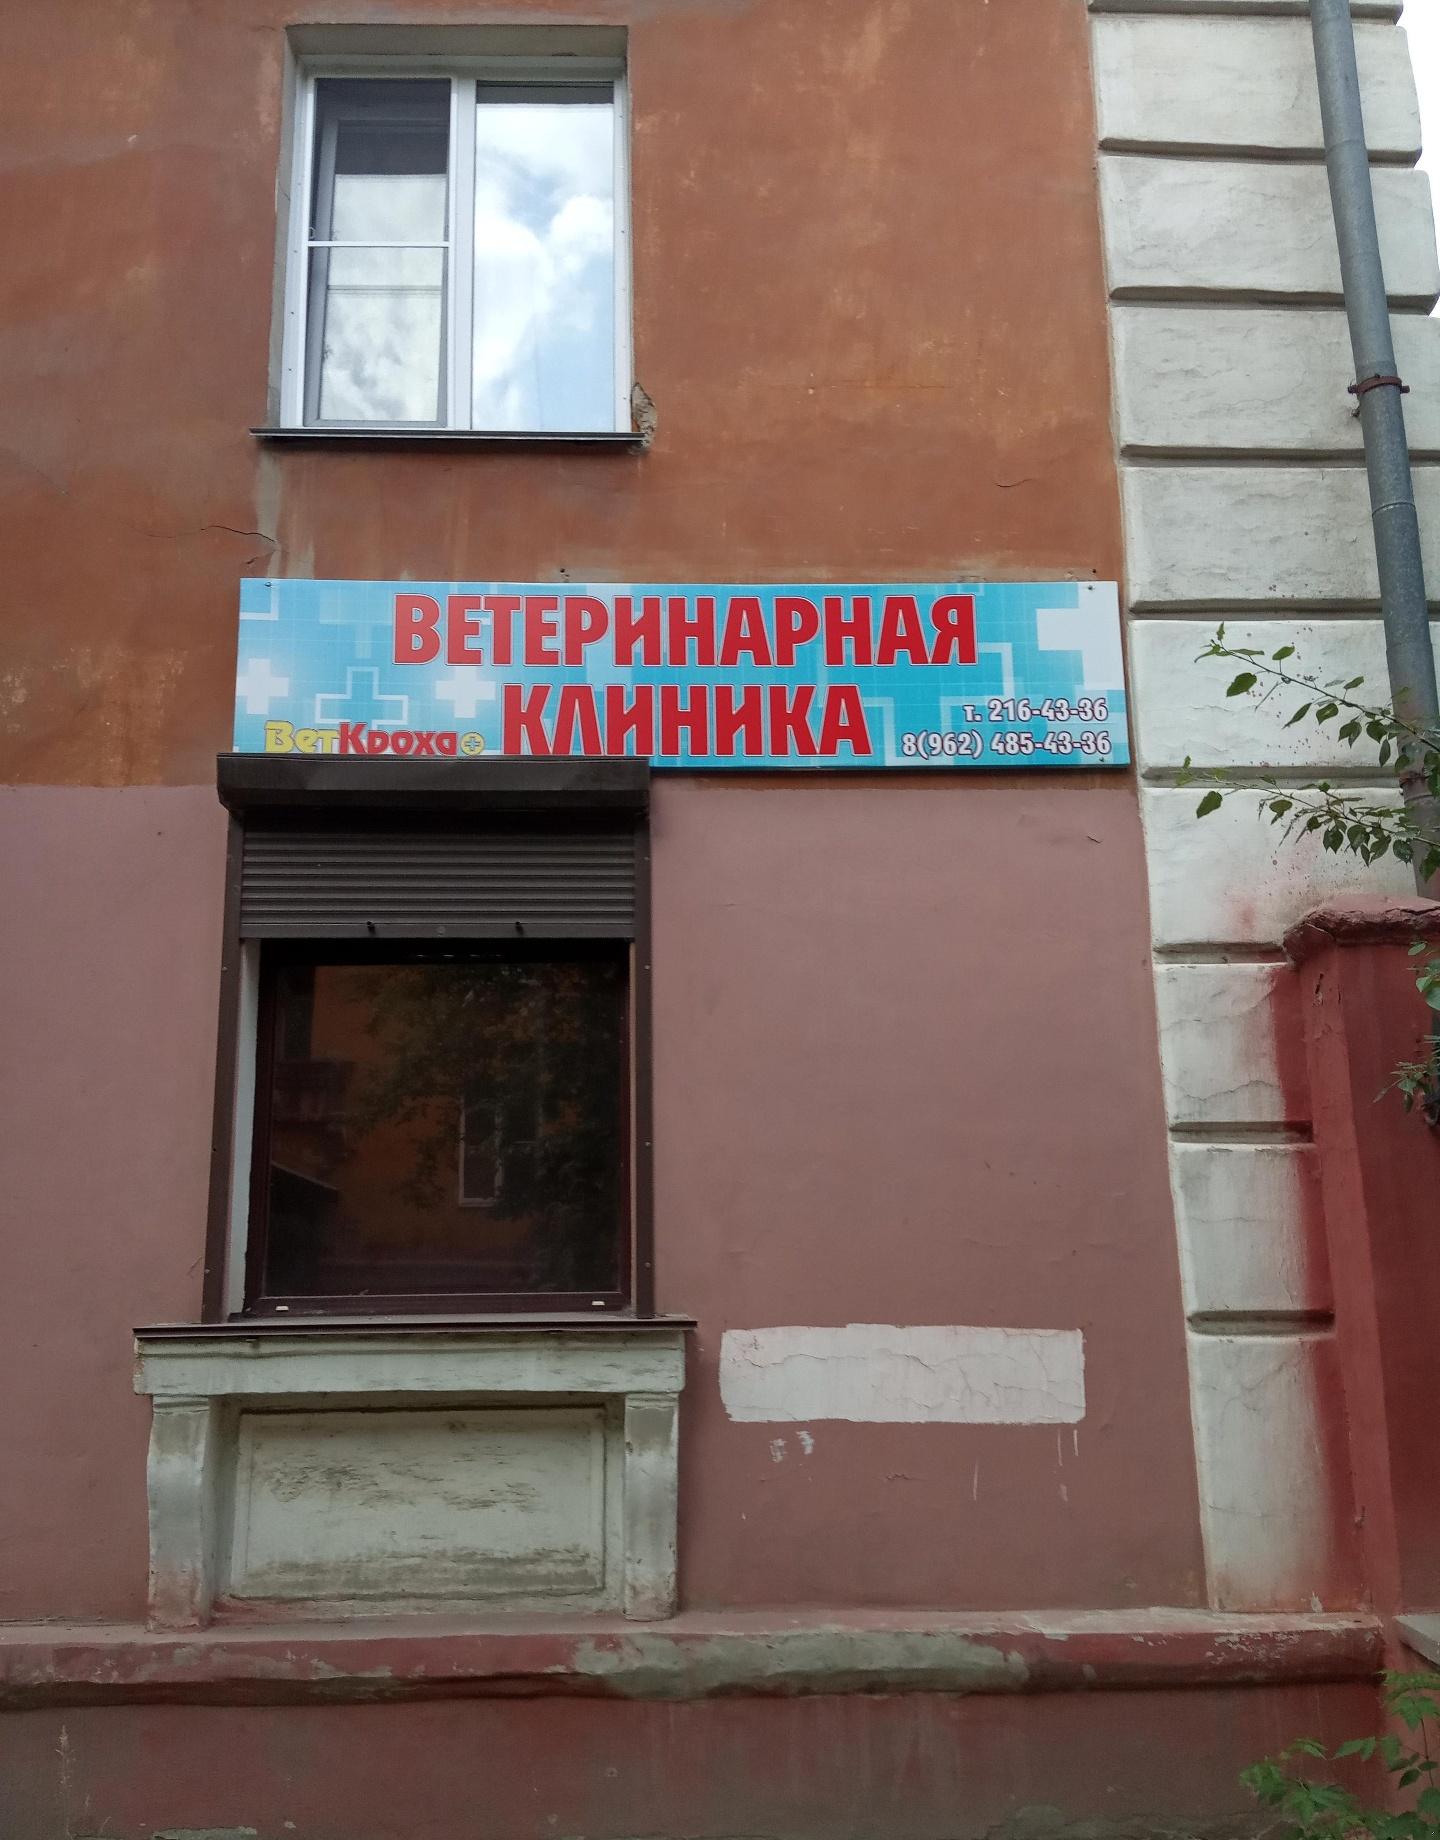 ВЕТЕРИНАРНАЯ
КЛИНИКА
ВетКроха
т. 216-43-36
8(962) 485-43-36